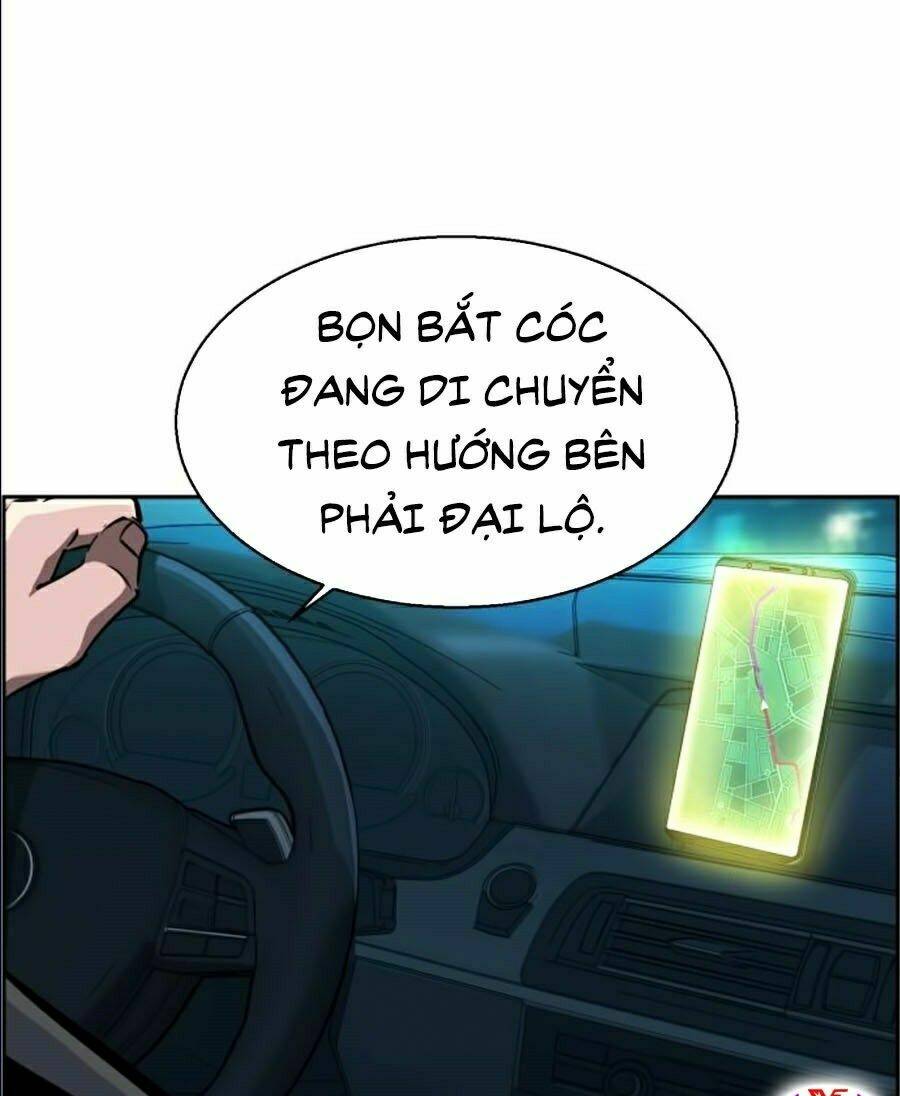 BỌN BẮT CÓC
ĐANG DI CHUYỂN
THEO HƯỚNG BÊN
PHẢI ĐẠI LỘ.